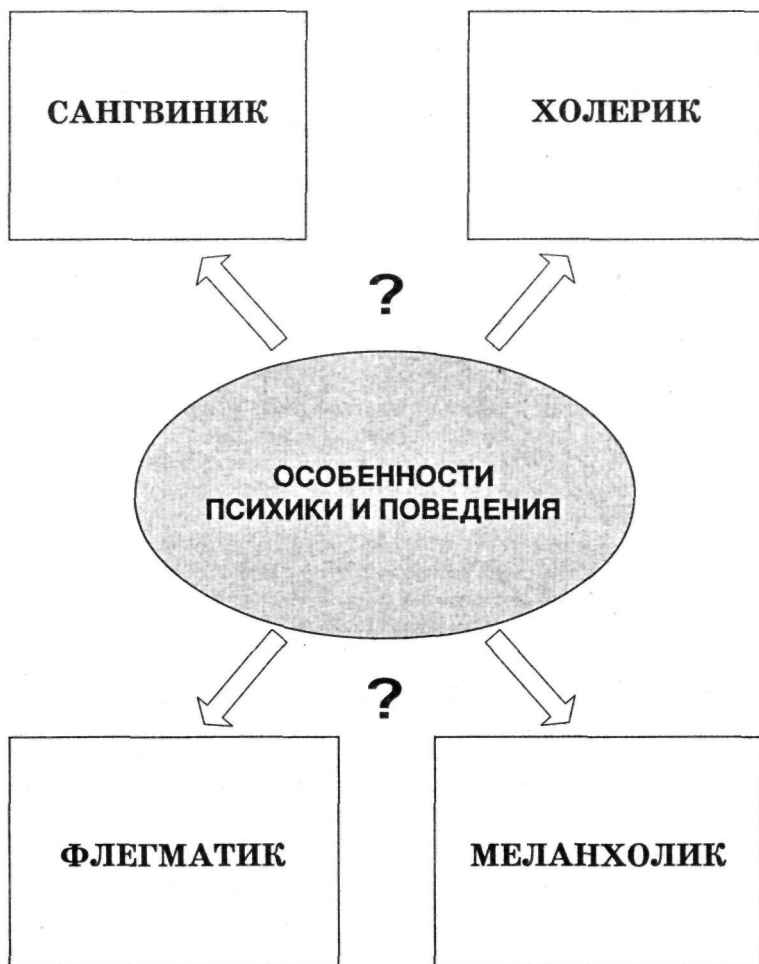 САНГВИНИК
ХОЛЕРИК
?
ОСОБЕННОСТИ
ПСИХИКИ И ПОВЕДЕНИЯ
?
ФЛЕГМАТИК
МЕЛАНХОЛИК